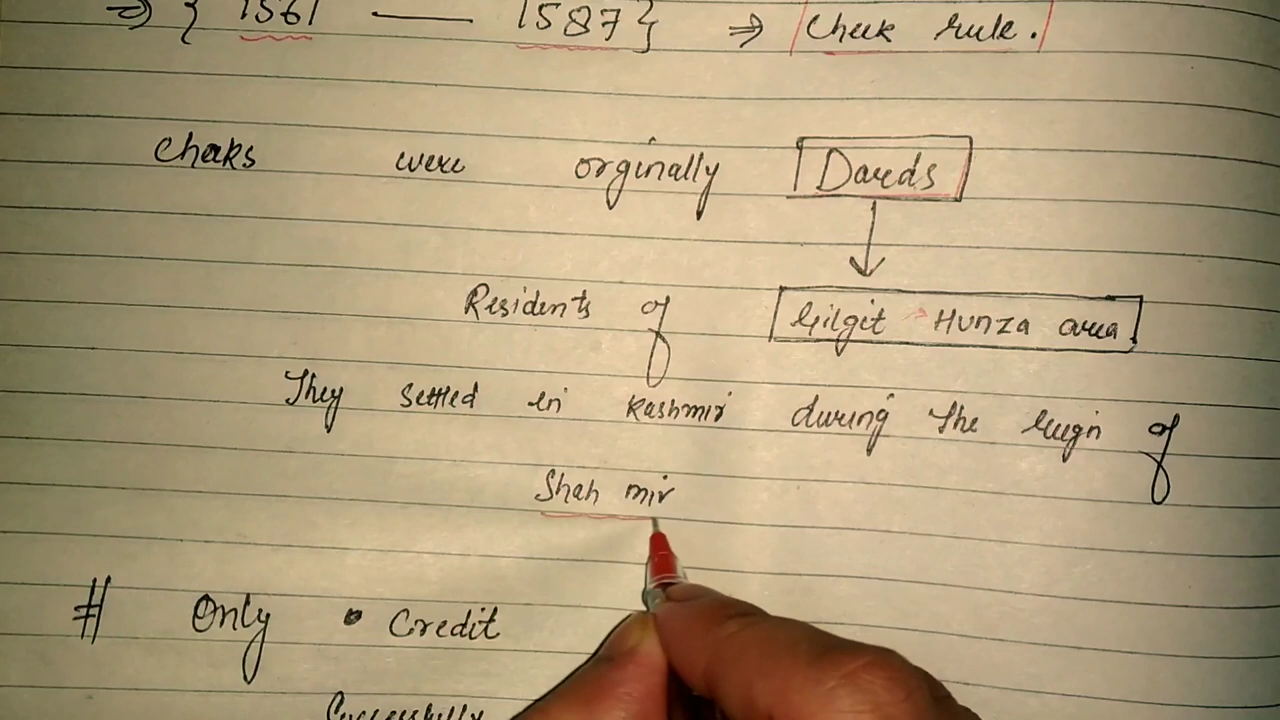 ⇒ { 1561 — 1587 } ⇒ Chak rule.
Chaks were orginally Dards
↓
Residents of Gilgit → Hunza area
They settled in Kashmir during the reign of
Shah mir
# Only • Credit
Successfully